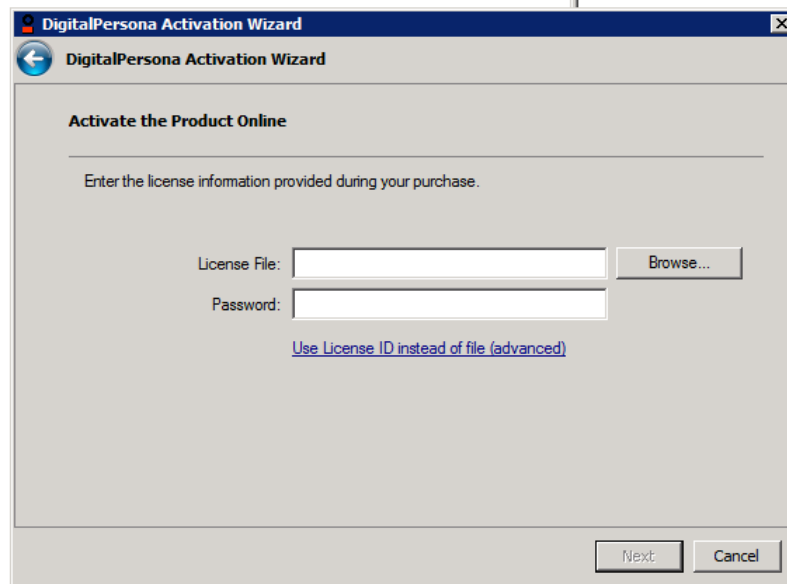 DigitalPersona Activation Wizard
DigitalPersona Activation Wizard
Activate the Product Online
Enter the license information provided during your purchase.
License File:
Browse...
Password:
Use License ID instead of file (advanced)
Next
Cancel